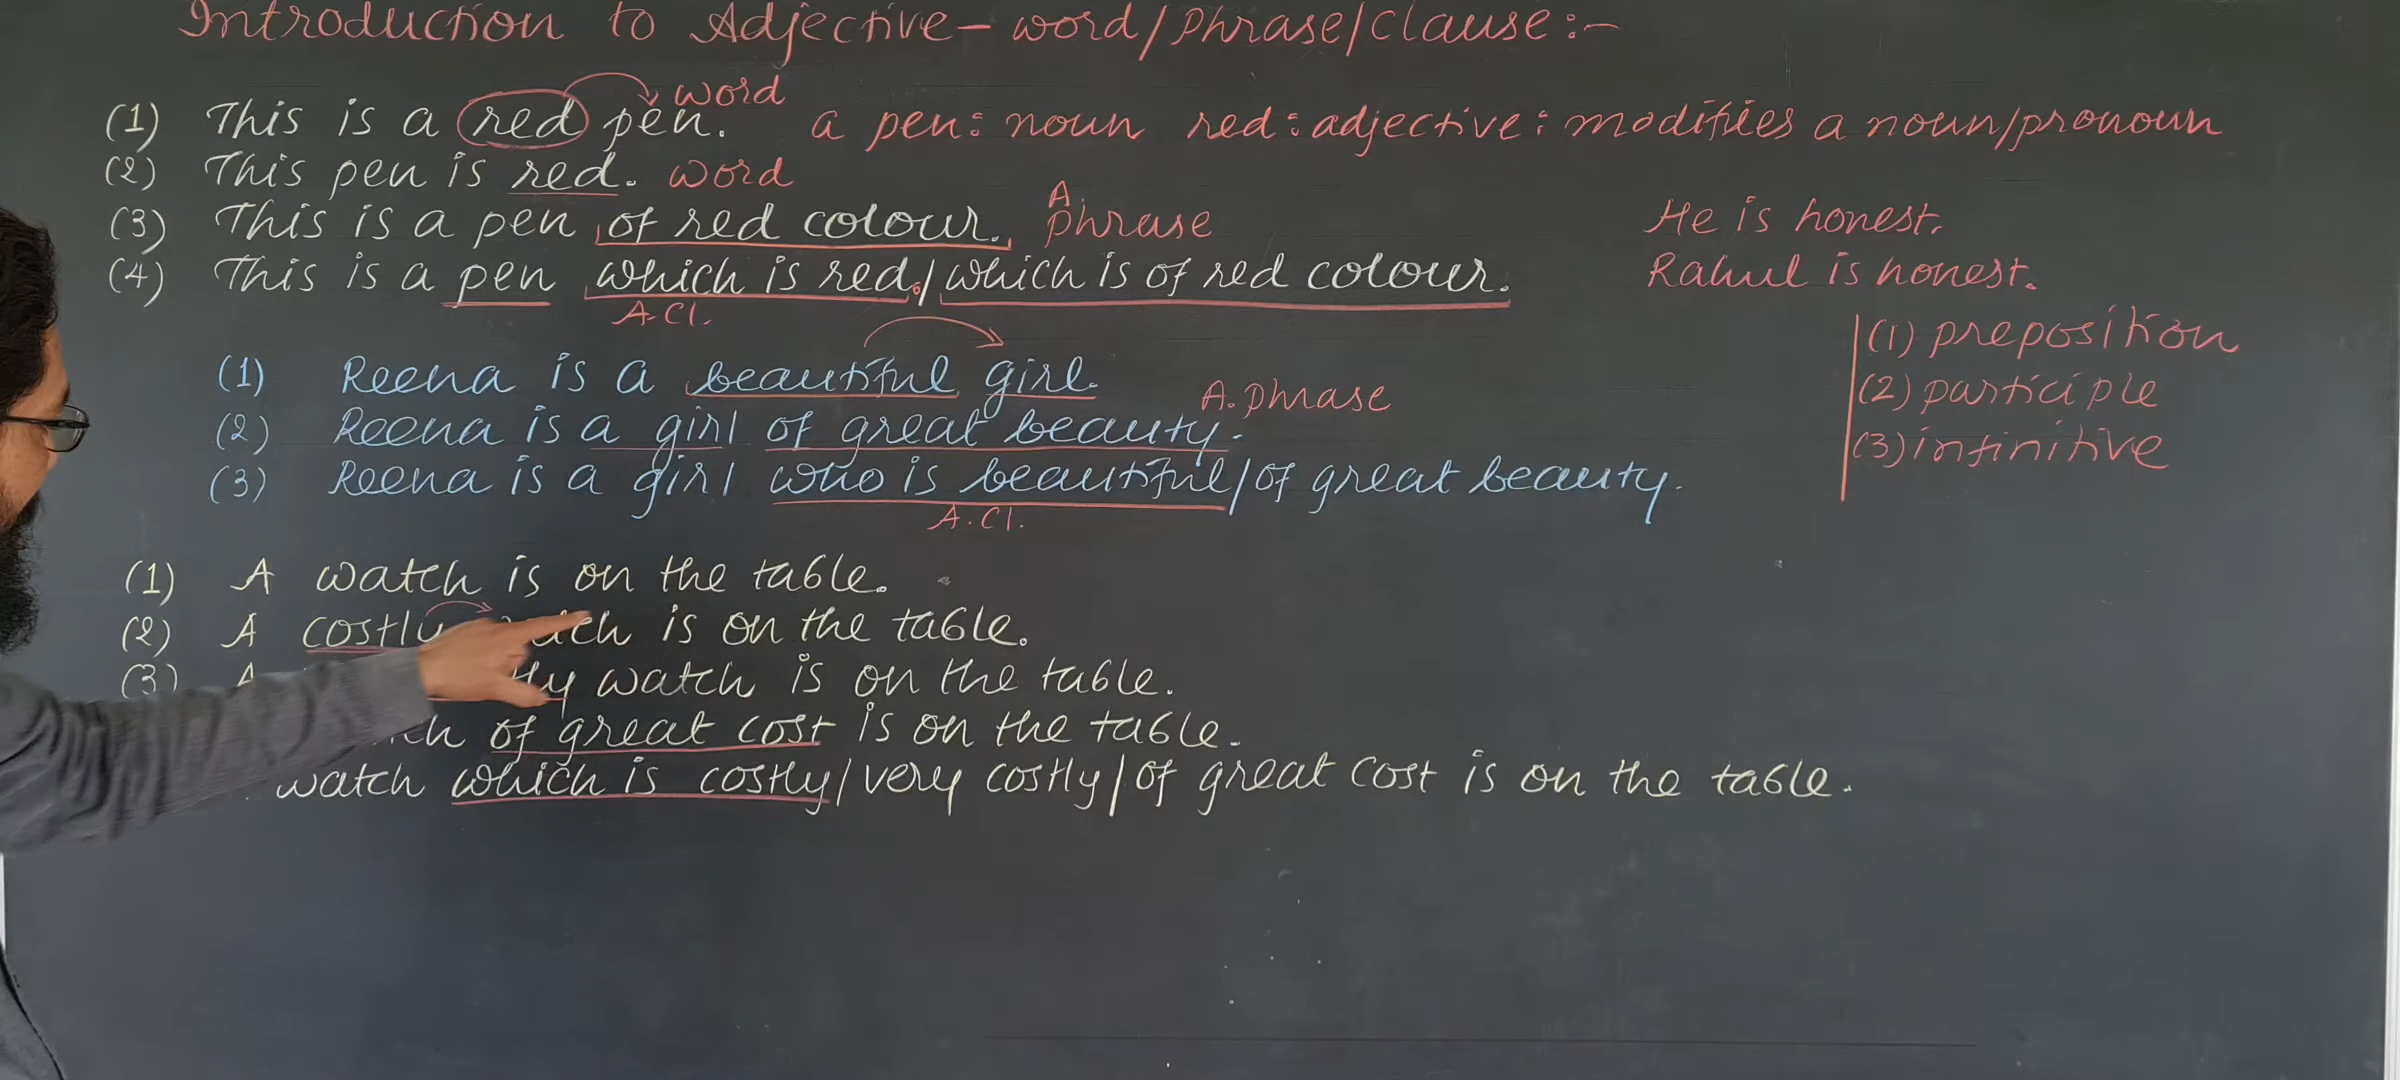 Introduction to Adjective - word/phrase/clause:-
word
(1) This is a red pen. a pen: noun red: adjective: modifies a noun/pronoun
(2) This pen is red. word
(3) This is a pen of red colour. A. phrase
He is honest.
(4) This is a pen which is red./which is of red colour.
Rahul is honest.
A.Cl.
(1) preposition
(2) participle
(3) infinitive
(1) Reena is a beautiful girl.
A. phrase
(2) Reena is a girl of great beauty.
(3) Reena is a girl who is beautiful/of great beauty.
A.Cl.
(1) A watch is on the table.
(2) A costly is on the table.
(3) A watch is on the table.
of great cost is on the table.
watch which is costly/very costly/of great cost is on the table.